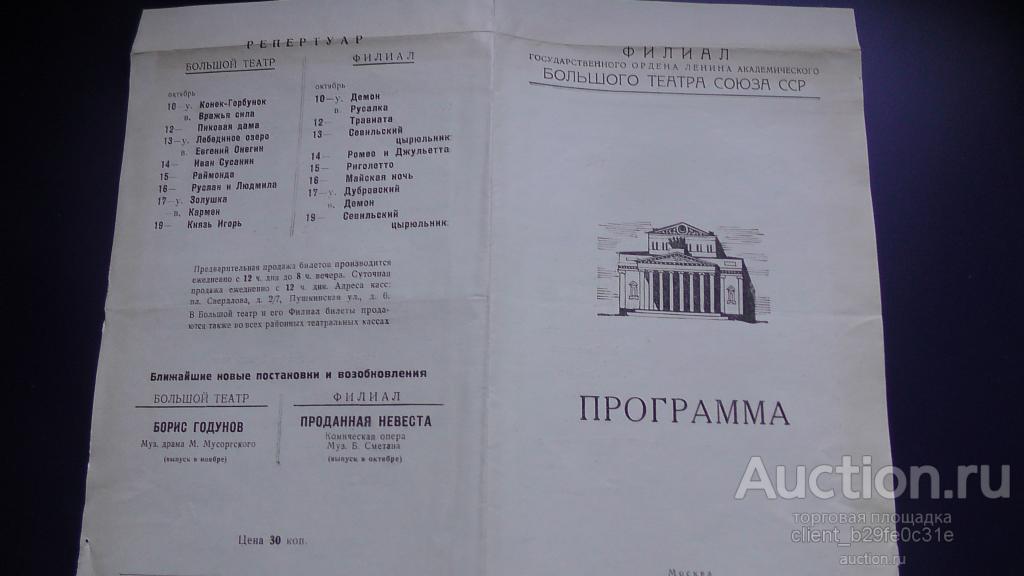 РЕПЕРТУАР
БОЛЬШОЙ ТЕАТР
октябрь
10—у. Конек-Горбунок
в. Вражья сила
12— Пиковая дама
13—у. Лебединое озеро
в. Евгений Онегин
14— Иван Сусанин
15— Раймонда
16— Руслан и Людмила
17—у. Золушка
—в. Кармен
19— Князь Игорь
ФИЛИАЛ
октябрь
10—у. Демон
в. Русалка
12— Травиата
13— Севильский
цырюльник
14— Ромео и Джульетта
15— Риголетто
16— Майская ночь
17—у. Дубровский
в. Демон
19— Севильский
цырюльник
Предварительная продажа билетов производится
ежедневно с 12 ч. дня до 8 ч. вечера. Суточная
продажа ежедневно с 12 ч. дня. Адреса касс:
пл. Свердлова, д. 2/7, Пушкинская ул., д. 6.
В Большой театр и его Филиал билеты прода-
ются также во всех районных театральных кассах
Ближайшие новые постановки и возобновления
БОЛЬШОЙ ТЕАТР
БОРИС ГОДУНОВ
Муз. драма М. Мусоргского
(выпуск в ноябре)
ФИЛИАЛ
ПРОДАННАЯ НЕВЕСТА
Комическая опера
Муз. Б. Сметана
(выпуск в октябре)
Цена 30 коп.
ФИЛИАЛ
ГОСУДАРСТВЕННОГО ОРДЕНА ЛЕНИНА АКАДЕМИЧЕСКОГО
БОЛЬШОГО ТЕАТРА СОЮЗА ССР
ПРОГРАММА
Москва
Auction.ru
торговая площадка
client_b29fe0c31e
auction.ru